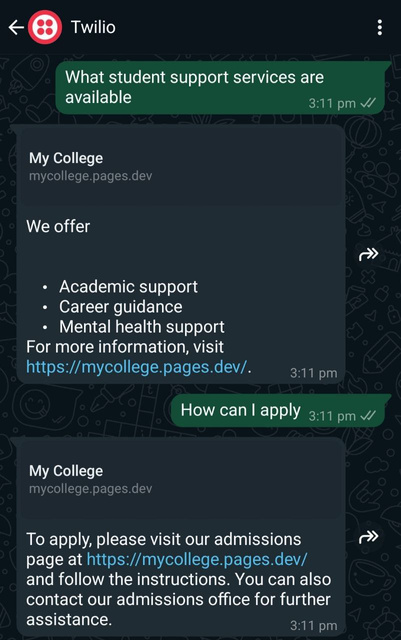 Twilio
What student support services are
available
3:11 pm
My College
mycollege.pages.dev
We offer
• Academic support
• Career guidance
• Mental health support
For more information, visit
https://mycollege.pages.dev/.
3:11 pm
How can I apply 3:11 pm
My College
mycollege.pages.dev
To apply, please visit our admissions
page at https://mycollege.pages.dev/
and follow the instructions. You can also
contact our admissions office for further
assistance.
3:11 pm